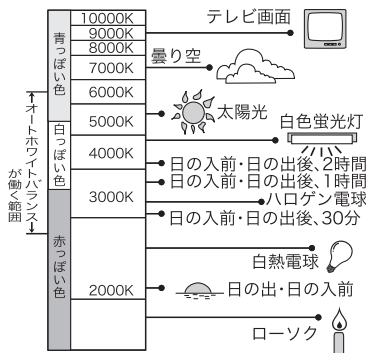 オートホワイトバランスが働く範囲
青っぽい色
白っぽい色
赤っぽい色
10000K
9000K
8000K
7000K
6000K
5000K
4000K
3000K
2000K
テレビ画面
曇り空
太陽光
白色蛍光灯
日の入前・日の出後、2時間
日の入前・日の出後、1時間
ハロゲン電球
日の入前・日の出後、30分
白熱電球
日の出・日の入前
ローソク